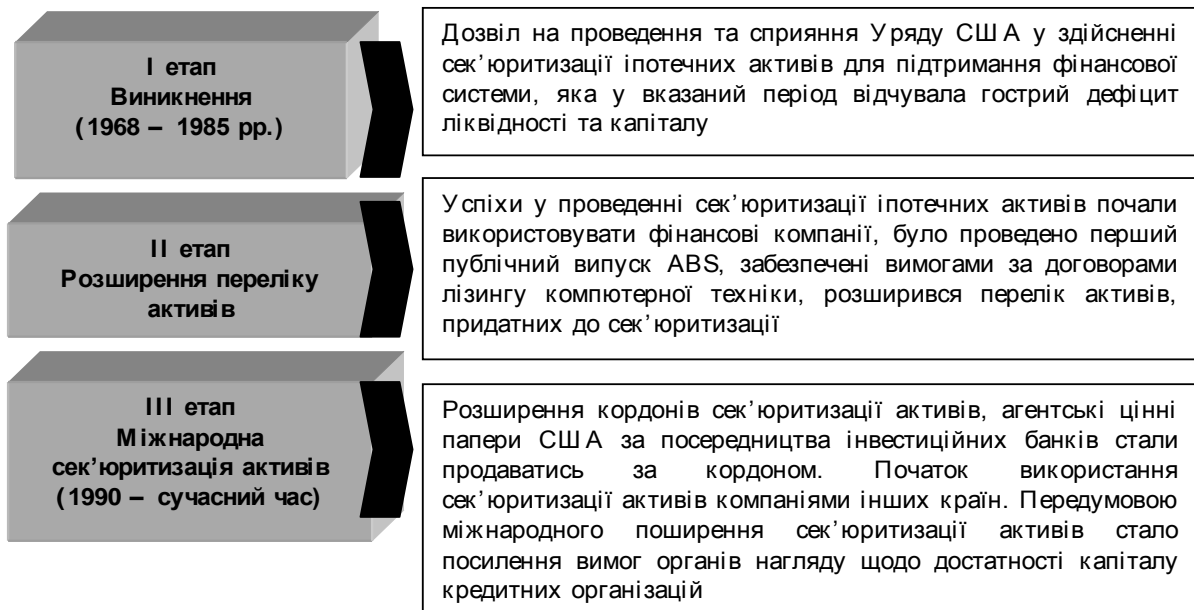 І етап
Виникнення
(1968 – 1985 рр.)
Дозвіл на проведення та сприяння Уряду США у здійсненні
сек’юритизації іпотечних активів для підтримання фінансової
системи, яка у вказаний період відчувала гострий дефіцит
ліквідності та капіталу
ІІ етап
Розширення переліку
активів
Успіхи у проведенні сек’юритизації іпотечних активів почали
використовувати фінансові компанії, було проведено перший
публічний випуск ABS, забезпечені вимогами за договорами
лізингу компютерної техніки, розширився перелік активів,
придатних до сек’юритизації
ІІІ етап
Міжнародна
сек’юритизація активів
(1990 – сучасний час)
Розширення кордонів сек’юритизації активів, агентські цінні
папери США за посередництва інвестиційних банків стали
продаватись за кордоном. Початок використання
сек’юритизації активів компаніями інших країн. Передумовою
міжнародного поширення сек’юритизації активів стало
посилення вимог органів нагляду щодо достатності капіталу
кредитних організацій